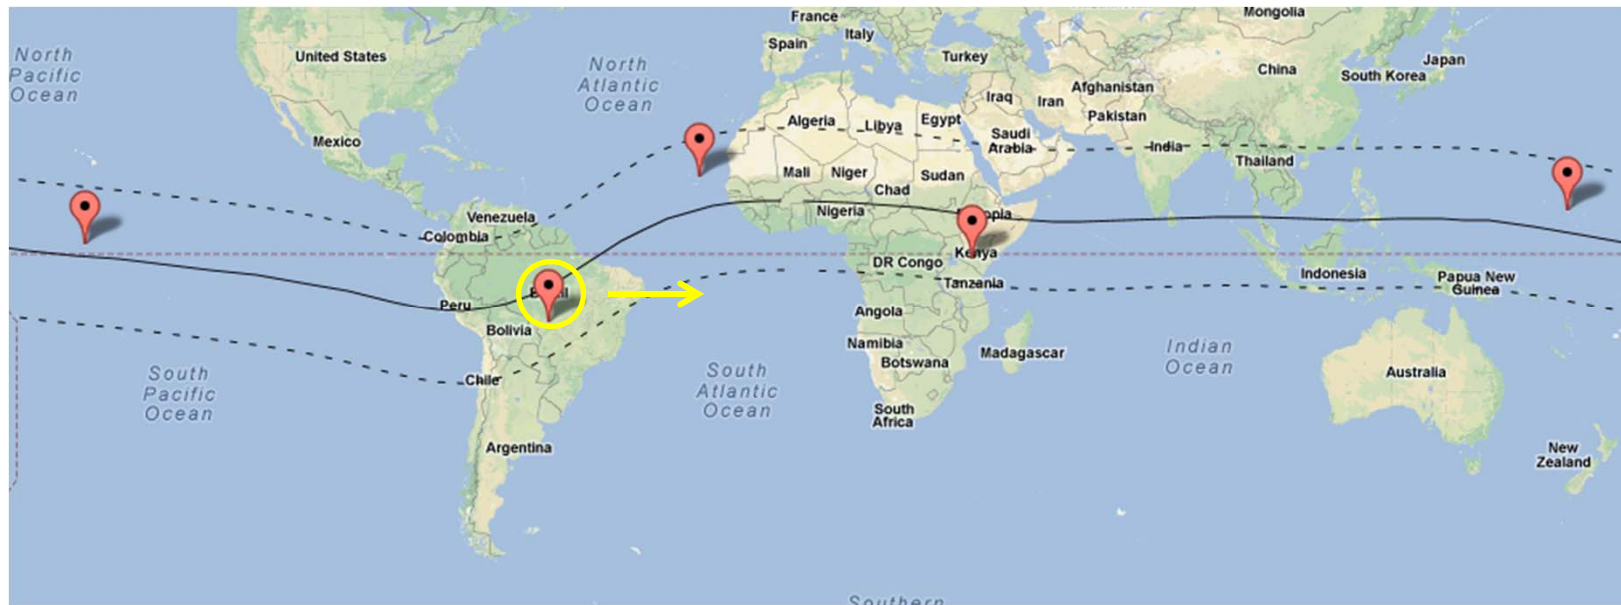 North
Pacific
Ocean
United States
Mexico
North
Atlantic
Ocean
France
Spain
Italy
Turkey
Mongolia
China
Japan
South Korea
Afghanistan
Iraq
Iran
Pakistan
Algeria
Libya
Egypt
Saudi
Arabia
India
Thailand
Mali
Niger
Chad
Sudan
Nigeria
Venezuela
Colombia
DR Congo
Kenya
Tanzania
Indonesia
Papua New
Guinea
Peru
Bolivia
Angola
Namibia
Botswana
Madagascar
Chile
South
Pacific
Ocean
South
Atlantic
Ocean
Indian
Ocean
Australia
South
Africa
Argentina
New
Zealand
Southern